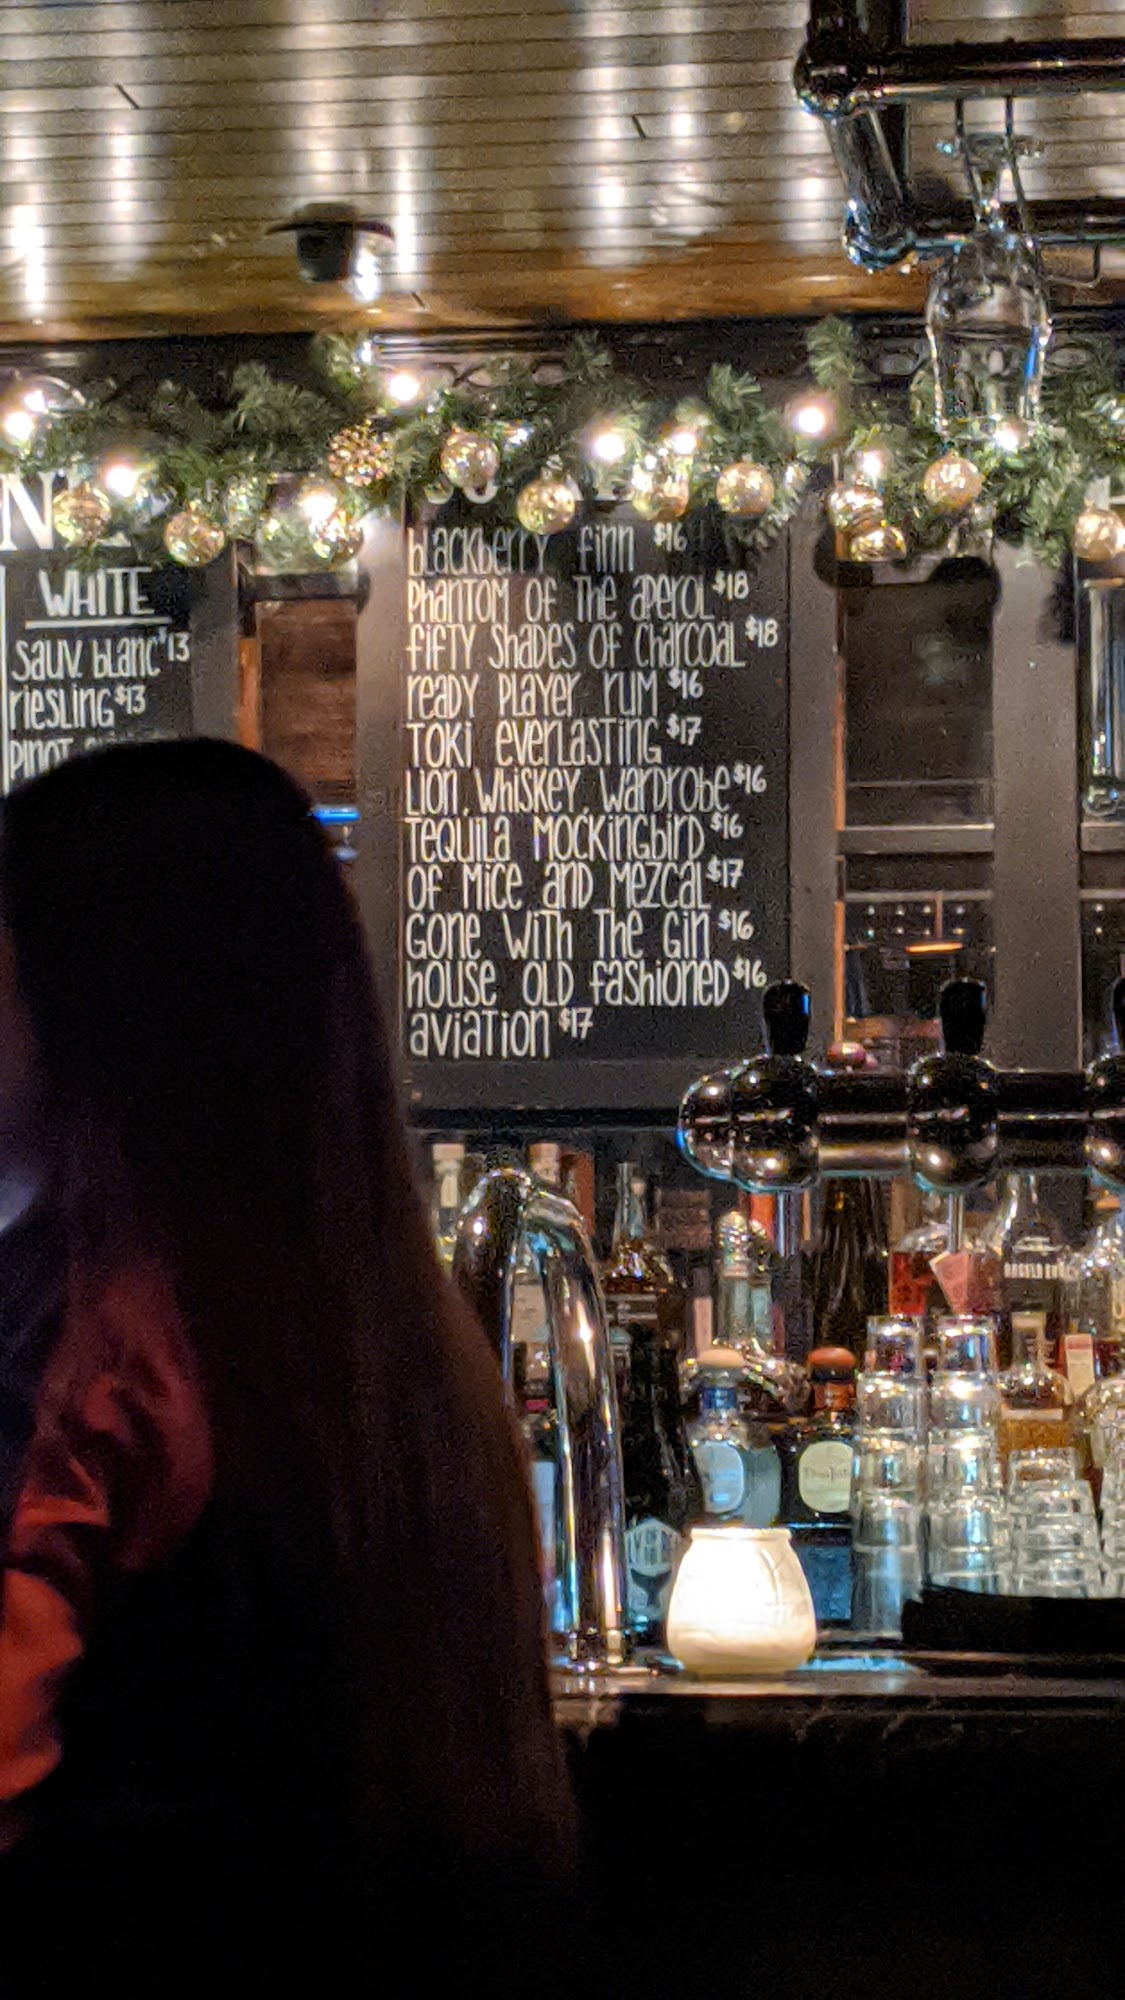 WHITE
sauv. blanc $13
riesling $13
PINOT
blackberry finn $16
Phantom of The aperol $18
fifty shades of charcoal $18
ready player rum $16
Toki everlasting $17
Lion, Whiskey, Wardrobe $16
Tequila Mockingbird $16
of Mice and Mezcal $17
Gone With The Gin $16
house old fashioned $16
aviation $17